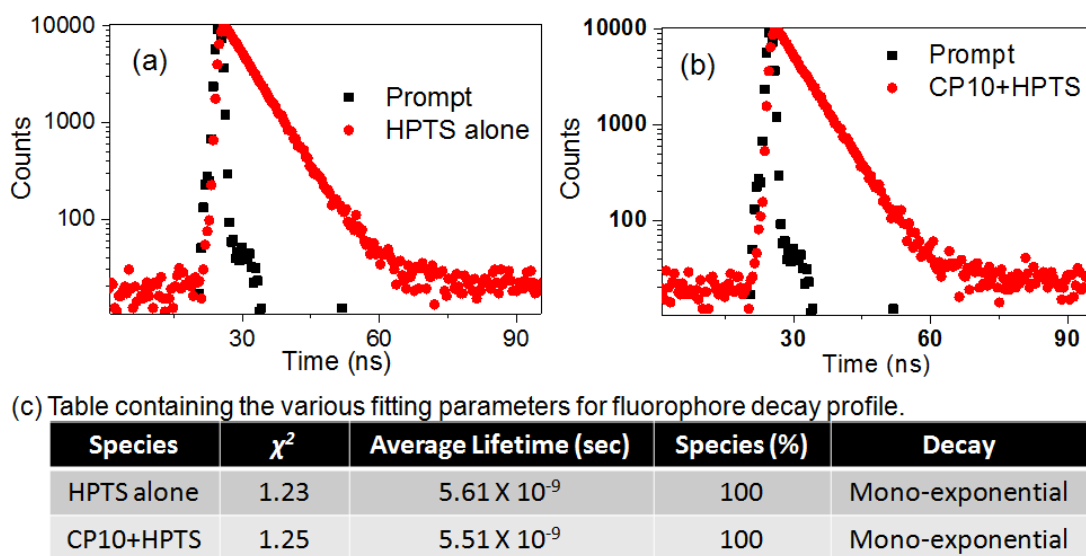 10000
1000
100
Counts
(a)
Prompt
HPTS alone
30
60
90
Time (ns)
10000
1000
100
Counts
(b)
Prompt
CP10+HPTS
30
60
90
Time (ns)
(c) Table containing the various fitting parameters for fluorophore decay profile.
Species χ² Average Lifetime (sec) Species (%) Decay
HPTS alone 1.23 5.61 X 10⁻⁹ 100 Mono-exponential
CP10+HPTS 1.25 5.51 X 10⁻⁹ 100 Mono-exponential